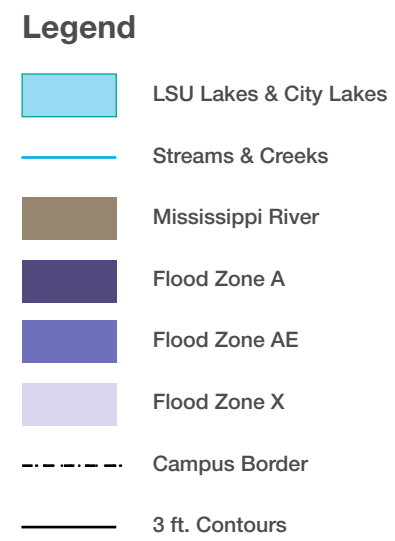 Legend
LSU Lakes & City Lakes
Streams & Creeks
Mississippi River
Flood Zone A
Flood Zone AE
Flood Zone X
Campus Border
3 ft. Contours